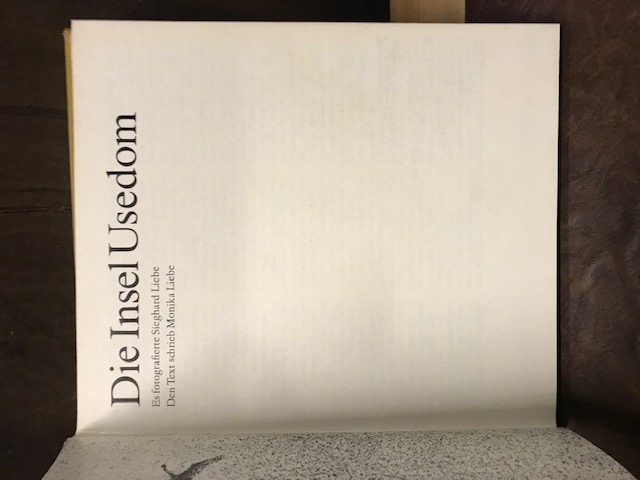 Die Insel Usedom
Es fotografierte Sieghard Liebe
Den Text schrieb Monika Liebe